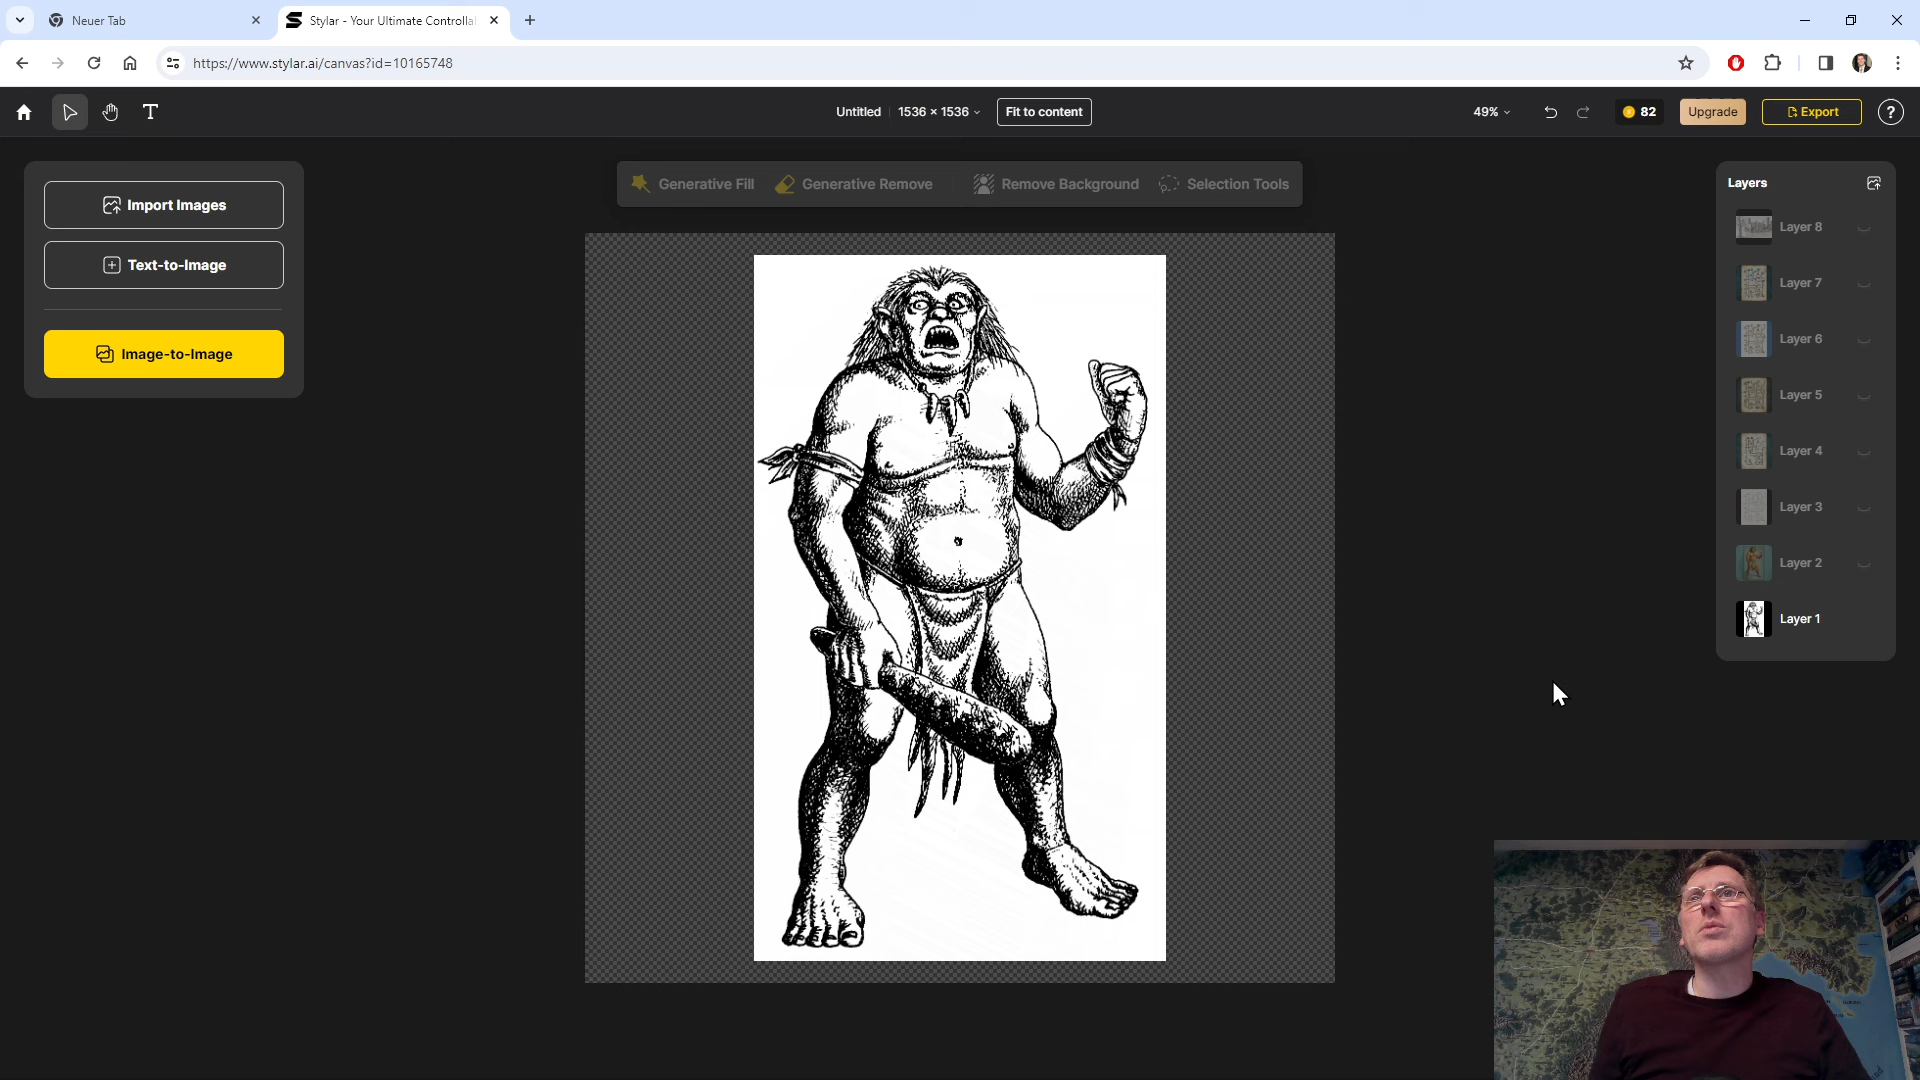 Neuer Tab
Stylar - Your Ultimate Controlla
https://www.stylar.ai/canvas?id=10165748
Untitled
1536 × 1536
Fit to content
49%
82
Upgrade
Export
?
Import Images
Text-to-Image
Image-to-Image
Generative Fill
Generative Remove
Remove Background
Selection Tools
Layers
Layer 8
Layer 7
Layer 6
Layer 5
Layer 4
Layer 3
Layer 2
Layer 1